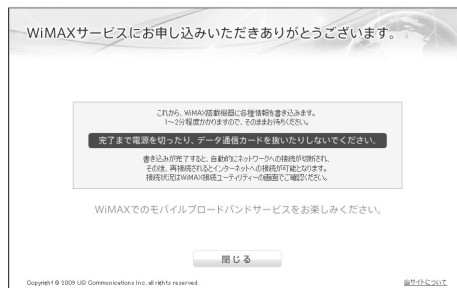 WiMAXサービスにお申し込みいただきありがとうございます。
これから、WiMAX搭載機器に各種情報を書き込みます。
1～2分程度かかりますので、そのままお待ちください。
完了まで電源を切ったり、データ通信カードを抜いたりしないでください。
書き込みが完了すると、自動的にネットワークへの接続が切断され、
その後、再接続されるとインターネットへの接続が可能となります。
接続状況はWiMAX接続ユーティリティーの画面でご確認ください。
WiMAXでのモバイルブロードバンドサービスをお楽しみください。
閉じる
Copyright © 2009 UQ Communications Inc. all rights reserved.
当サイトについて